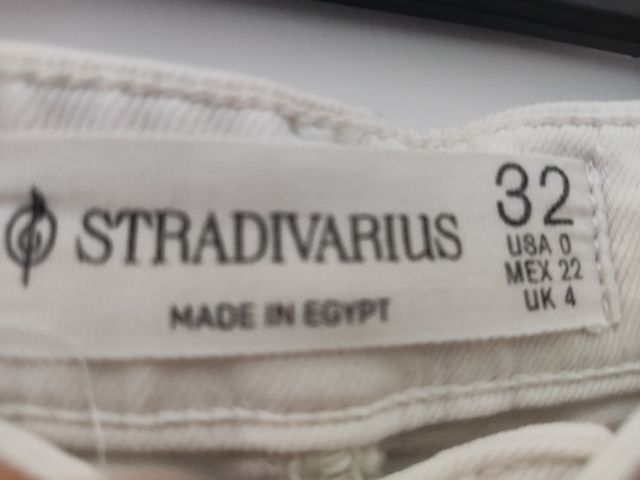 STRADIVARIUS
MADE IN EGYPT
32
USA 0
MEX 22
UK 4